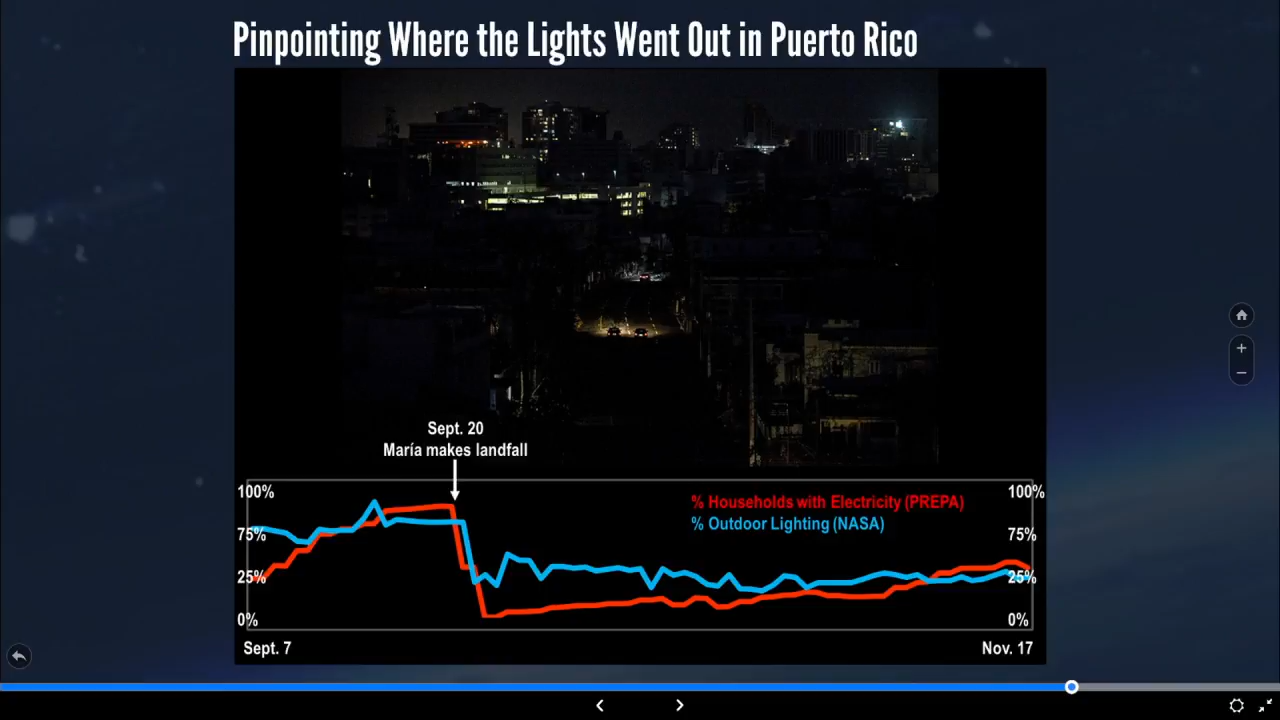 Pinpointing Where the Lights Went Out in Puerto Rico
Sept. 20
María makes landfall
100%
100%
% Households with Electricity (PREPA)
% Outdoor Lighting (NASA)
75%
75%
25%
25%
0%
0%
Sept. 7
Nov. 17